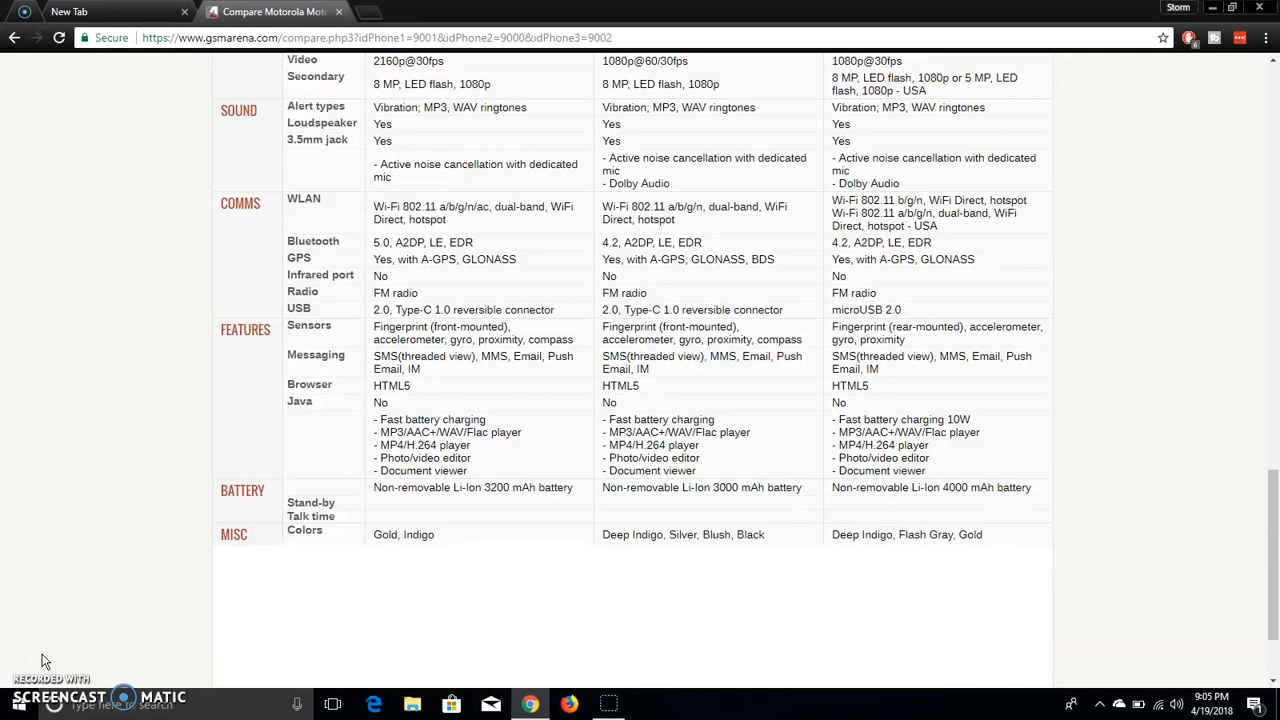 New Tab
Compare Motorola Mot
Storm
Secure
https://www.gsmarena.com/compare.php3?idPhone1=9001&idPhone2=9000&idPhone3=9002
6
Video 2160p@30fps 1080p@60/30fps 1080p@30fps
Secondary 8 MP, LED flash, 1080p 8 MP, LED flash, 1080p 8 MP, LED flash, 1080p or 5 MP, LED
flash, 1080p - USA
SOUND Alert types Vibration; MP3, WAV ringtones Vibration; MP3, WAV ringtones Vibration; MP3, WAV ringtones
Loudspeaker Yes Yes Yes
3.5mm jack Yes Yes Yes
- Active noise cancellation with dedicated
mic
- Active noise cancellation with dedicated
mic
- Dolby Audio
- Active noise cancellation with dedicated
mic
- Dolby Audio
COMMS WLAN
Wi-Fi 802.11 a/b/g/n/ac, dual-band, WiFi
Direct, hotspot
Wi-Fi 802.11 a/b/g/n, dual-band, WiFi
Direct, hotspot
Wi-Fi 802.11 b/g/n, WiFi Direct, hotspot
Wi-Fi 802.11 a/b/g/n, dual-band, WiFi
Direct, hotspot - USA
Bluetooth 5.0, A2DP, LE, EDR 4.2, A2DP, LE, EDR 4.2, A2DP, LE, EDR
GPS Yes, with A-GPS, GLONASS Yes, with A-GPS, GLONASS, BDS Yes, with A-GPS, GLONASS
Infrared port No No No
Radio FM radio FM radio FM radio
USB 2.0, Type-C 1.0 reversible connector 2.0, Type-C 1.0 reversible connector microUSB 2.0
FEATURES Sensors
Fingerprint (front-mounted),
accelerometer, gyro, proximity, compass
Fingerprint (front-mounted),
accelerometer, gyro, proximity, compass
Fingerprint (rear-mounted), accelerometer,
gyro, proximity
Messaging
SMS(threaded view), MMS, Email, Push
Email, IM
SMS(threaded view), MMS, Email, Push
Email, IM
SMS(threaded view), MMS, Email, Push
Email, IM
Browser HTML5 HTML5 HTML5
Java No No No
- Fast battery charging
- MP3/AAC+/WAV/Flac player
- MP4/H.264 player
- Photo/video editor
- Document viewer
- Fast battery charging
- MP3/AAC+/WAV/Flac player
- MP4/H.264 player
- Photo/video editor
- Document viewer
- Fast battery charging 10W
- MP3/AAC+/WAV/Flac player
- MP4/H.264 player
- Photo/video editor
- Document viewer
BATTERY Non-removable Li-Ion 3200 mAh battery Non-removable Li-Ion 3000 mAh battery Non-removable Li-Ion 4000 mAh battery
Stand-by
Talk time
MISC Colors Gold, Indigo Deep Indigo, Silver, Blush, Black Deep Indigo, Flash Gray, Gold
RECORDED WITH
SCREENCAST MATIC
Type here to search
9:05 PM
4/19/2018